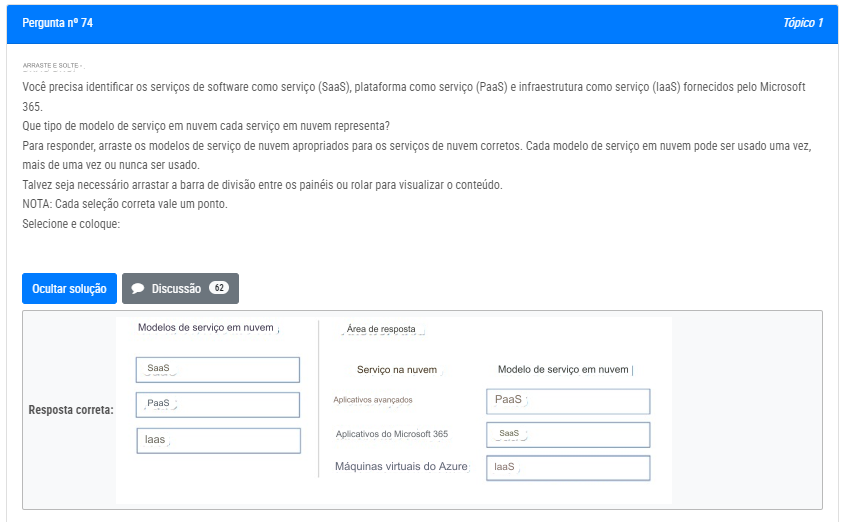 Pergunta nº 74
Tópico 1
ARRASTE E SOLTE -
Você precisa identificar os serviços de software como serviço (SaaS), plataforma como serviço (PaaS) e infraestrutura como serviço (IaaS) fornecidos pelo Microsoft
365.
Que tipo de modelo de serviço em nuvem cada serviço em nuvem representa?
Para responder, arraste os modelos de serviço de nuvem apropriados para os serviços de nuvem corretos. Cada modelo de serviço em nuvem pode ser usado uma vez,
mais de uma vez ou nunca ser usado.
Talvez seja necessário arrastar a barra de divisão entre os painéis ou rolar para visualizar o conteúdo.
NOTA: Cada seleção correta vale um ponto.
Selecione e coloque:
Ocultar solução
Discussão 62
Resposta correta:
Modelos de serviço em nuvem
SaaS
PaaS
Iaas
Área de resposta
Serviço na nuvem
Modelo de serviço em nuvem
Aplicativos avançados
PaaS
Aplicativos do Microsoft 365
SaaS
Máquinas virtuais do Azure
IaaS